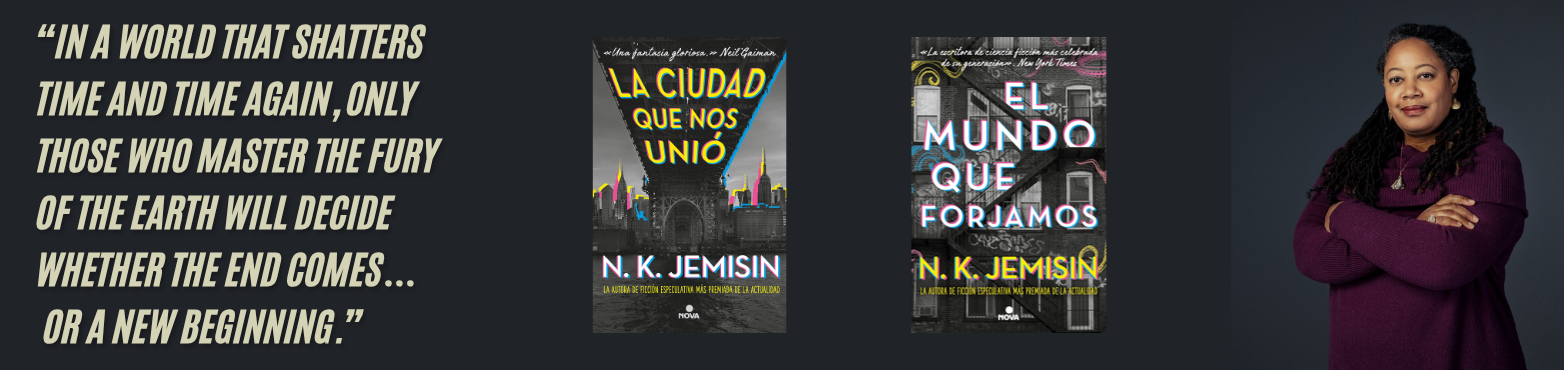 “IN A WORLD THAT SHATTERS
TIME AND TIME AGAIN, ONLY
THOSE WHO MASTER THE FURY
OF THE EARTH WILL DECIDE
WHETHER THE END COMES...
OR A NEW BEGINNING.”
«Una fantasía gloriosa.» Neil Gaiman
LA CIUDAD
QUE NOS
UNIÓ
N. K. JEMISIN
LA AUTORA DE FICCIÓN ESPECULATIVA MÁS PREMIADA DE LA ACTUALIDAD
NOVA
«La escritora de ciencia ficción más celebrada
de su generación». New York Times
EL
MUNDO
QUE
FORJAMOS
N. K. JEMISIN
LA AUTORA DE FICCIÓN ESPECULATIVA MÁS PREMIADA DE LA ACTUALIDAD
NOVA